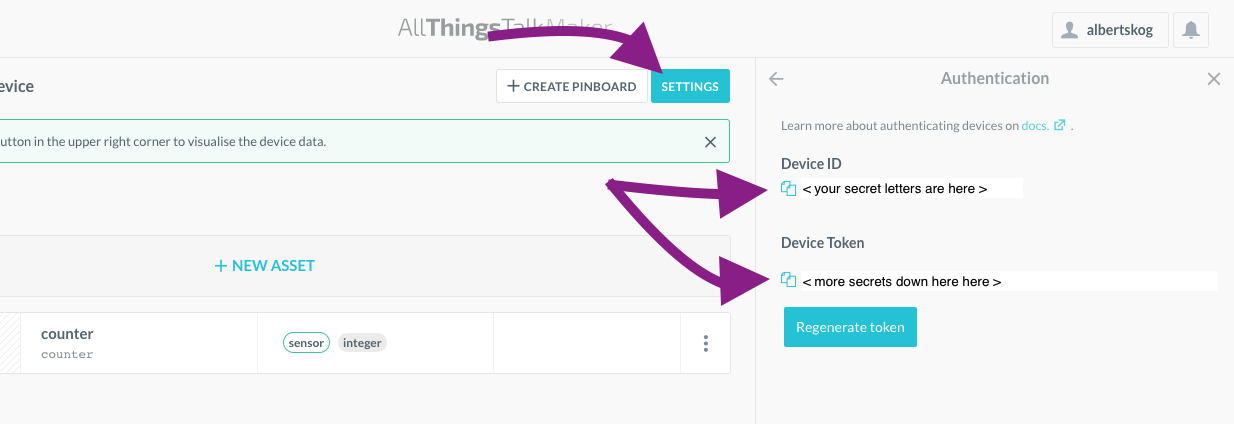 AllThingsTalkMaker
albertskog
evice
CREATE PINBOARD
SETTINGS
utton in the upper right corner to visualise the device data.
NEW ASSET
counter
counter
sensor
integer
Authentication
Learn more about authenticating devices on docs. .
Device ID
< your secret letters are here >
Device Token
< more secrets down here here >
Regenerate token